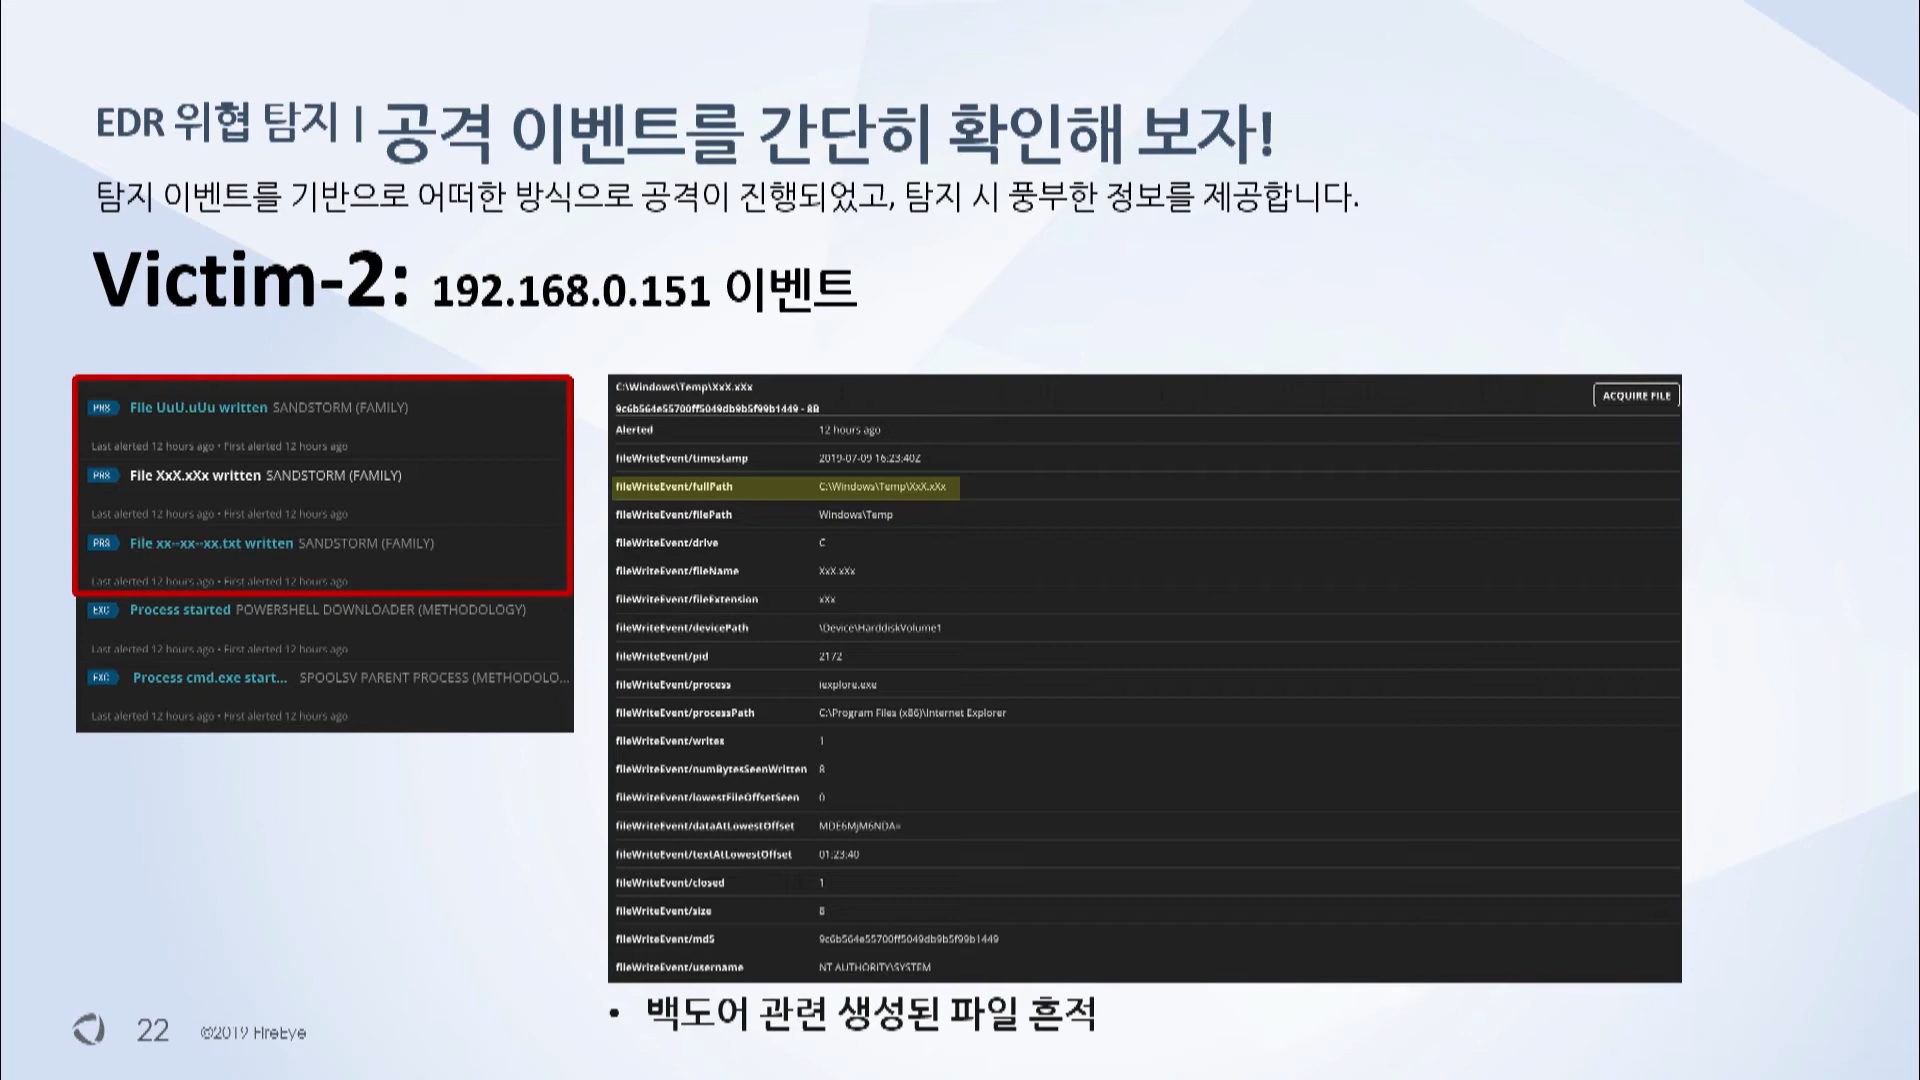 EDR 위협 탐지 | 공격 이벤트를 간단히 확인해 보자!
탐지 이벤트를 기반으로 어떠한 방식으로 공격이 진행되었고, 탐지 시 풍부한 정보를 제공합니다.
Victim-2: 192.168.0.151 이벤트
PRS File UuU.uUu written SANDSTORM (FAMILY)
Last alerted 12 hours ago • First alerted 12 hours ago
PRS File XxX.xXx written SANDSTORM (FAMILY)
Last alerted 12 hours ago • First alerted 12 hours ago
PRS File xx--xx--xx.txt written SANDSTORM (FAMILY)
Last alerted 12 hours ago • First alerted 12 hours ago
EXC Process started POWERSHELL DOWNLOADER (METHODOLOGY)
Last alerted 12 hours ago • First alerted 12 hours ago
EXC Process cmd.exe start... SPOOLSV PARENT PROCESS (METHODOLO...
Last alerted 12 hours ago • First alerted 12 hours ago
C:\Windows\Temp\XxX.xXx
9c6b564e55700ff5049db9b5f99b1449 - 8B
ACQUIRE FILE
Alerted 12 hours ago
fileWriteEvent/timestamp 2019-07-09 16:23:40Z
fileWriteEvent/fullPath C:\Windows\Temp\XxX.xXx
fileWriteEvent/filePath Windows\Temp
fileWriteEvent/drive C
fileWriteEvent/fileName XxX.xXx
fileWriteEvent/fileExtension xXx
fileWriteEvent/devicePath \Device\HarddiskVolume1
fileWriteEvent/pid 2172
fileWriteEvent/process iexplore.exe
fileWriteEvent/processPath C:\Program Files (x86)\Internet Explorer
fileWriteEvent/writes 1
fileWriteEvent/numBytesSeenWritten 8
fileWriteEvent/lowestFileOffsetSeen 0
fileWriteEvent/dataAtLowestOffset MDE6MjM6NDA=
fileWriteEvent/textAtLowestOffset 01:23:40
fileWriteEvent/closed 1
fileWriteEvent/size 8
fileWriteEvent/md5 9c6b564e55700ff5049db9b5f99b1449
fileWriteEvent/username NT AUTHORITY\SYSTEM
• 백도어 관련 생성된 파일 흔적
22 ©2019 FireEye